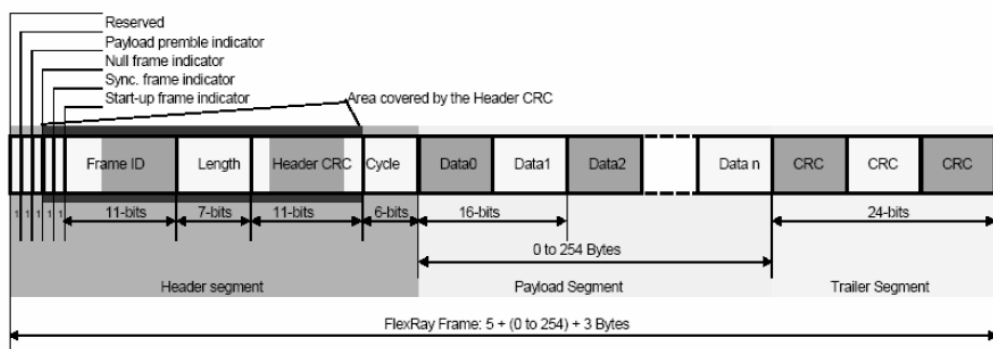 Reserved
Payload premble indicator
Null frame indicator
Sync. frame indicator
Start-up frame indicator
Area covered by the Header CRC
Frame ID Length Header CRC Cycle Data0 Data1 Data2 Data n CRC CRC CRC
1 1 1 1 1 11-bits 7-bits 11-bits 6-bits 16-bits 24-bits
0 to 254 Bytes
Header segment Payload Segment Trailer Segment
FlexRay Frame: 5 + (0 to 254) + 3 Bytes